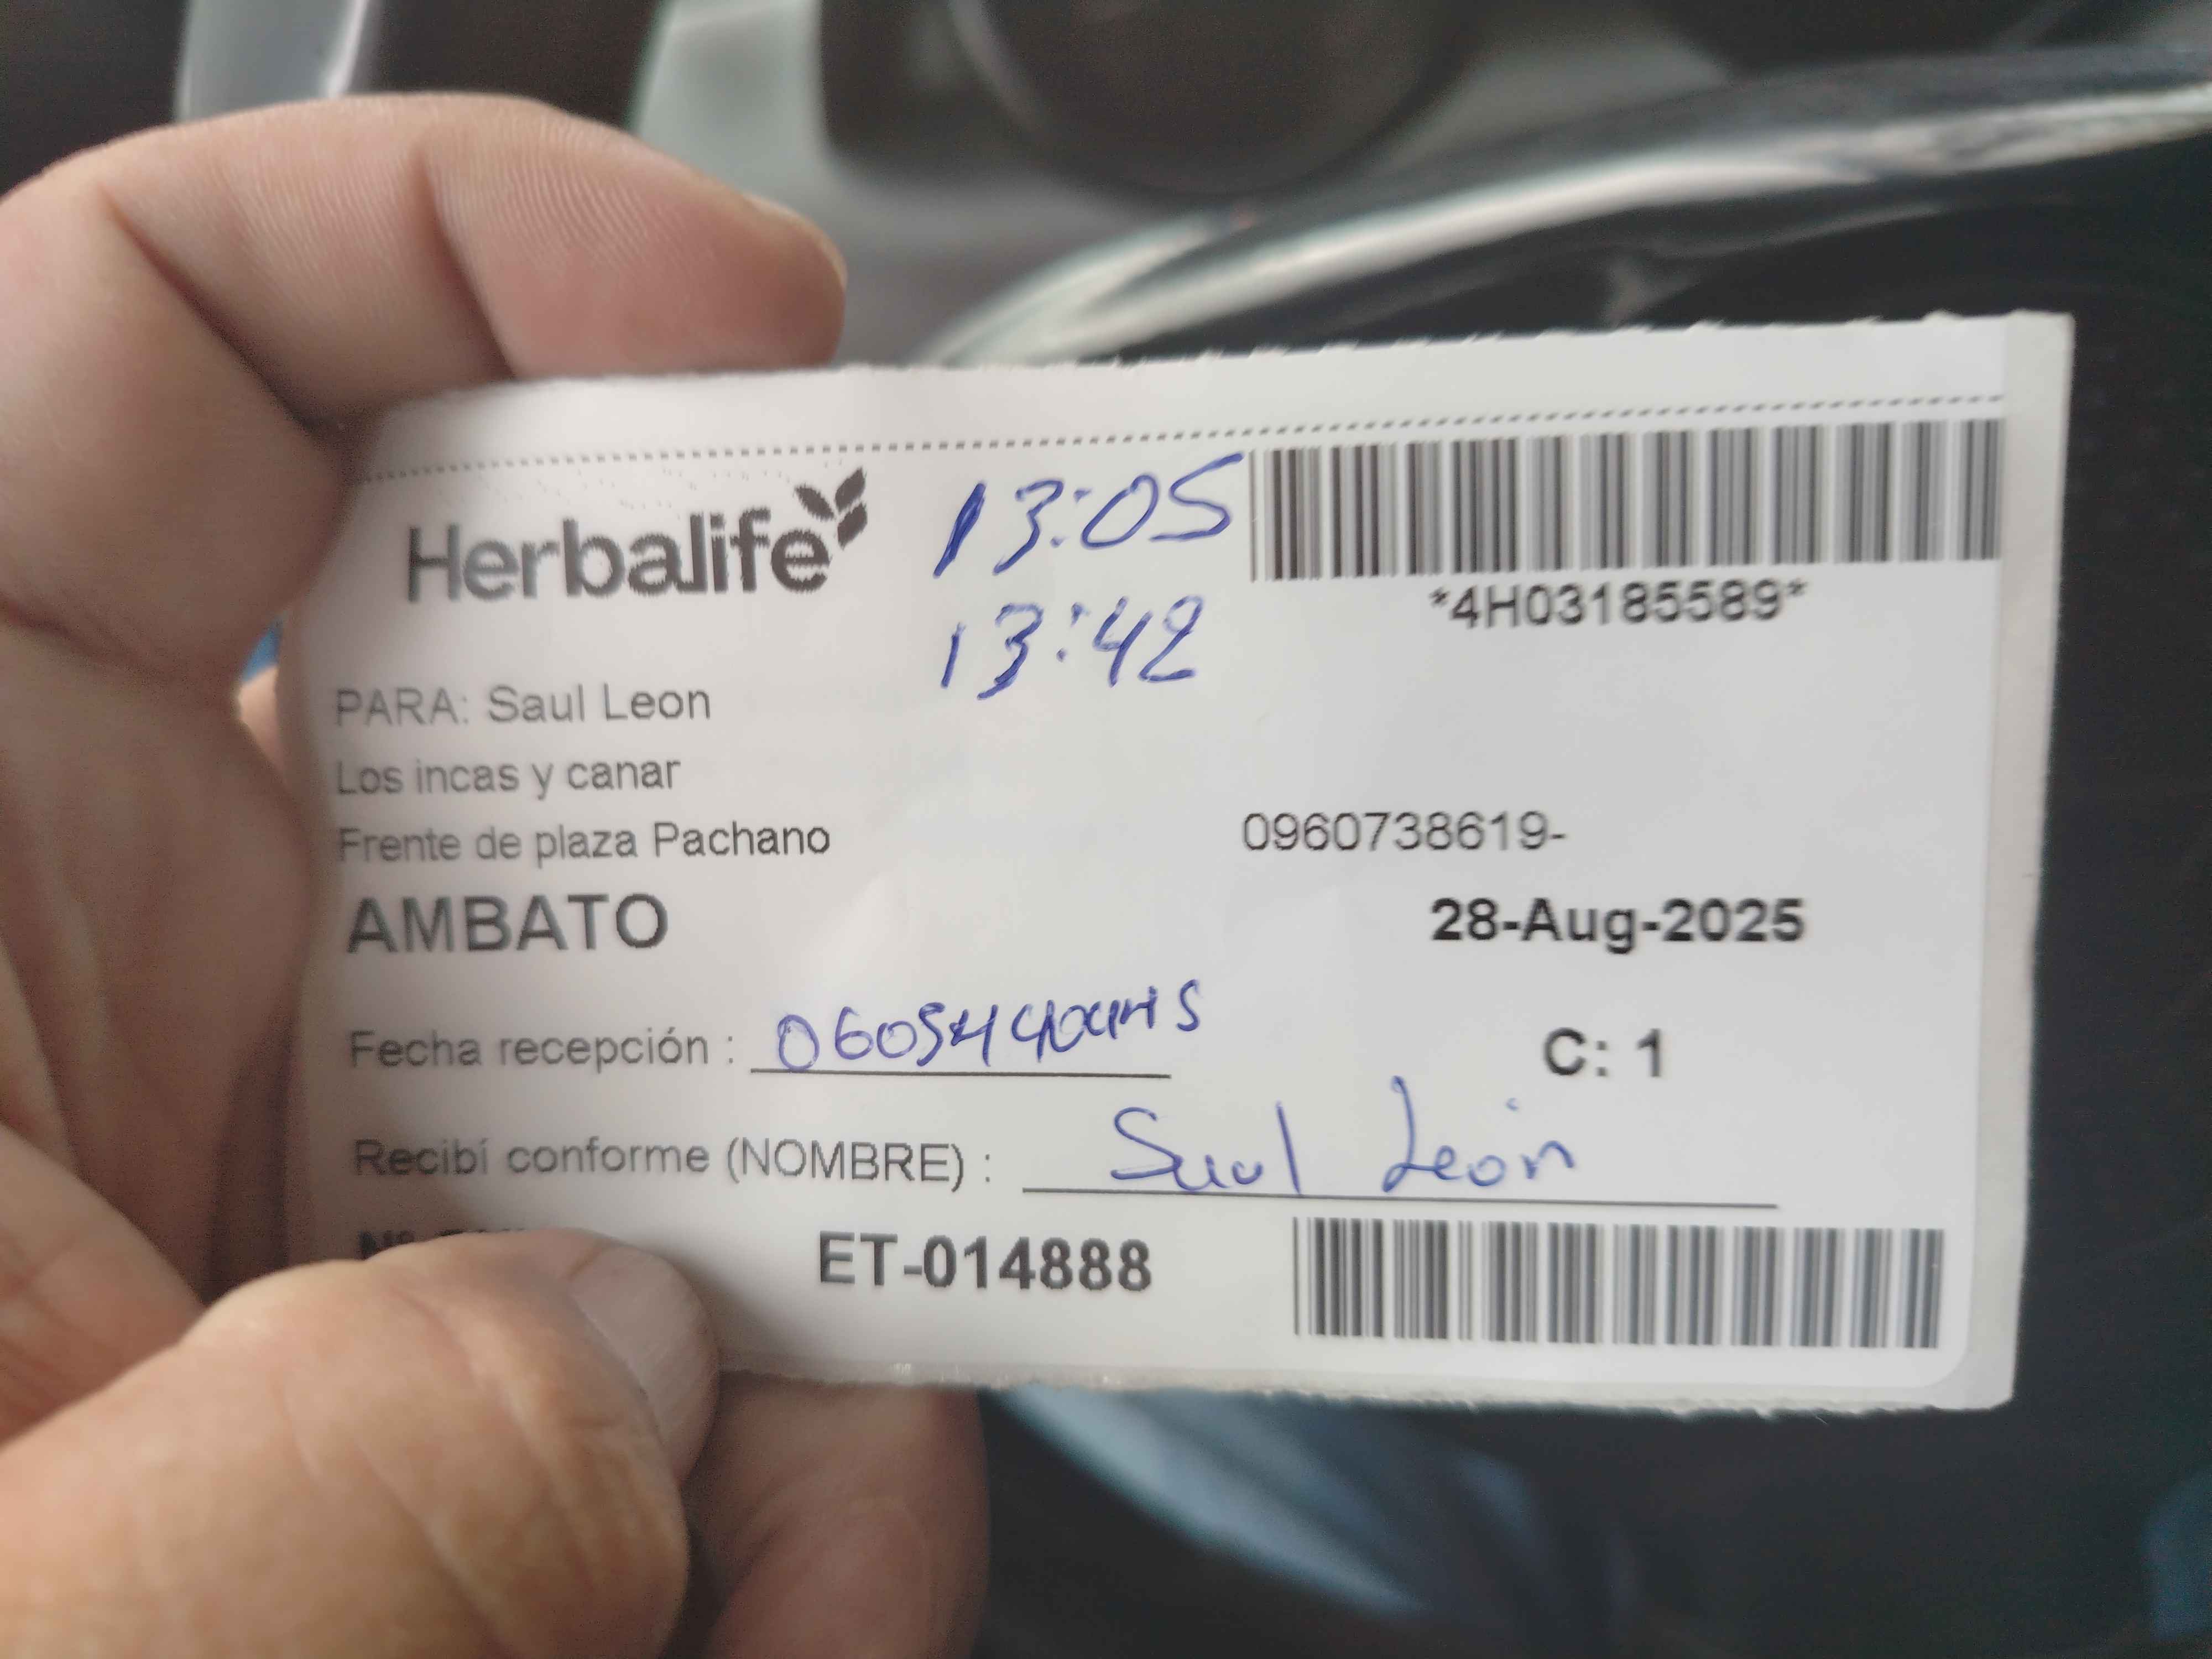 Herbalife
13:05
13:42
*4H03185589*
PARA: Saul Leon
Los incas y canar
Frente de plaza Pachano
0960738619-
AMBATO
28-Aug-2025
Fecha recepción :
C: 1
Recibí conforme (NOMBRE) : Saul León
ET-014888